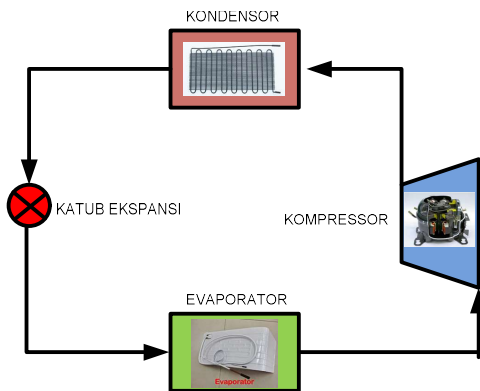 KONDENSOR
KATUB EKSPANSI
KOMPRESSOR
EVAPORATOR
Evaporator